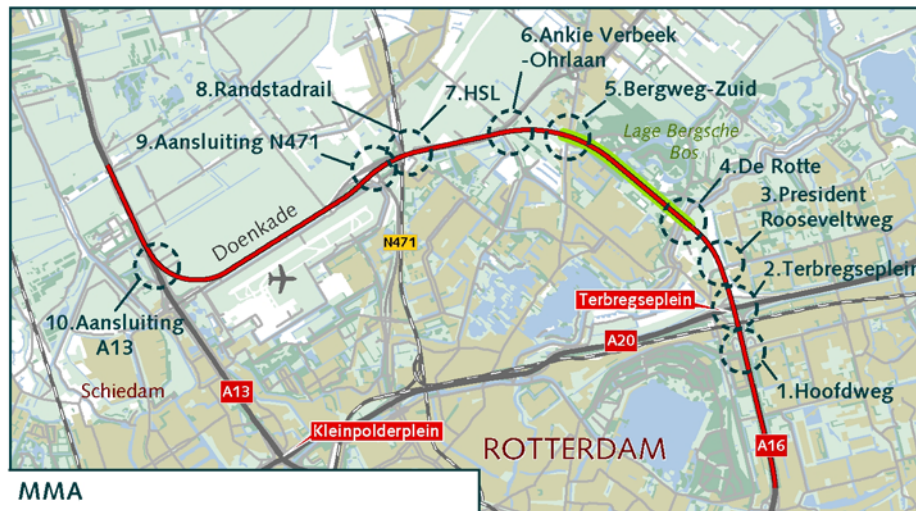 6.Ankie Verbeek
-Ohrlaan
8.Randstadrail
7.HSL
5.Bergweg-Zuid
9.Aansluiting N471
Lage Bergsche
Bos
4.De Rotte
3.President
Rooseveltweg
Doenkade
N471
2.Terbregseplein
Terbregseplein
10.Aansluiting
A13
A20
Schiedam
A13
1.Hoofdweg
Kleinpolderplein
ROTTERDAM
A16
MMA